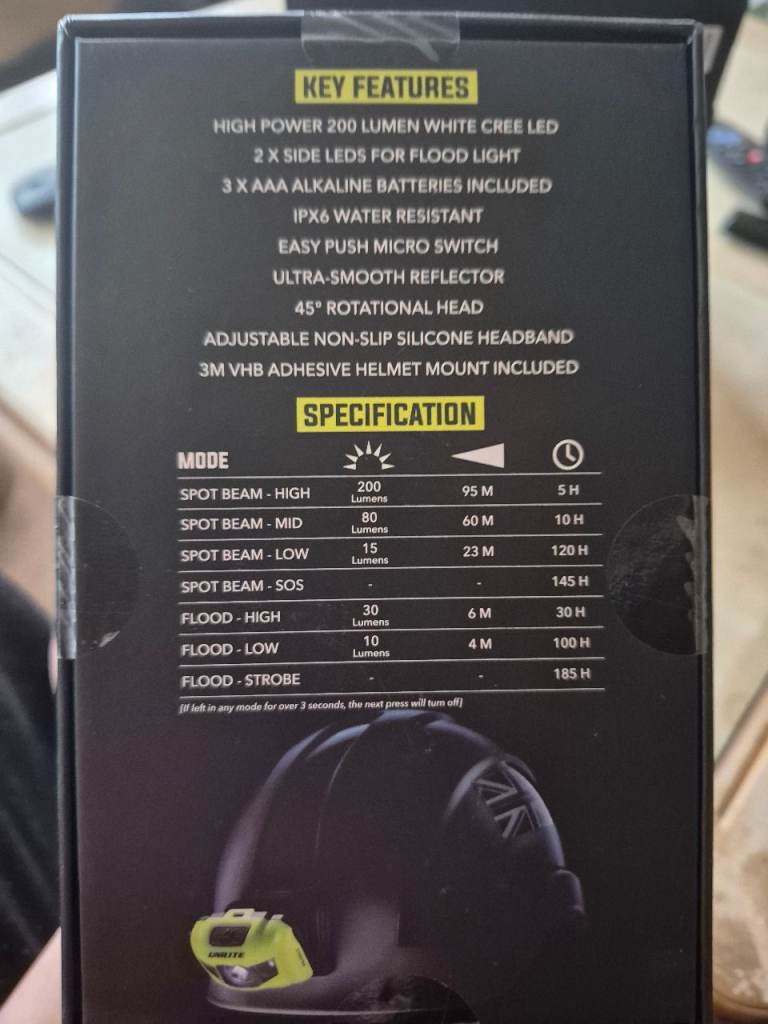 KEY FEATURES
HIGH POWER 200 LUMEN WHITE CREE LED
2 X SIDE LEDS FOR FLOOD LIGHT
3 X AAA ALKALINE BATTERIES INCLUDED
IPX6 WATER RESISTANT
EASY PUSH MICRO SWITCH
ULTRA-SMOOTH REFLECTOR
45° ROTATIONAL HEAD
ADJUSTABLE NON-SLIP SILICONE HEADBAND
3M VHB ADHESIVE HELMET MOUNT INCLUDED
SPECIFICATION
MODE
SPOT BEAM - HIGH 200 Lumens 95 M 5 H
SPOT BEAM - MID 80 Lumens 60 M 10 H
SPOT BEAM - LOW 15 Lumens 23 M 120 H
SPOT BEAM - SOS - - 145 H
FLOOD - HIGH 30 Lumens 6 M 30 H
FLOOD - LOW 10 Lumens 4 M 100 H
FLOOD - STROBE - - 185 H
[If left in any mode for over 3 seconds, the next press will turn off]
UNILITE